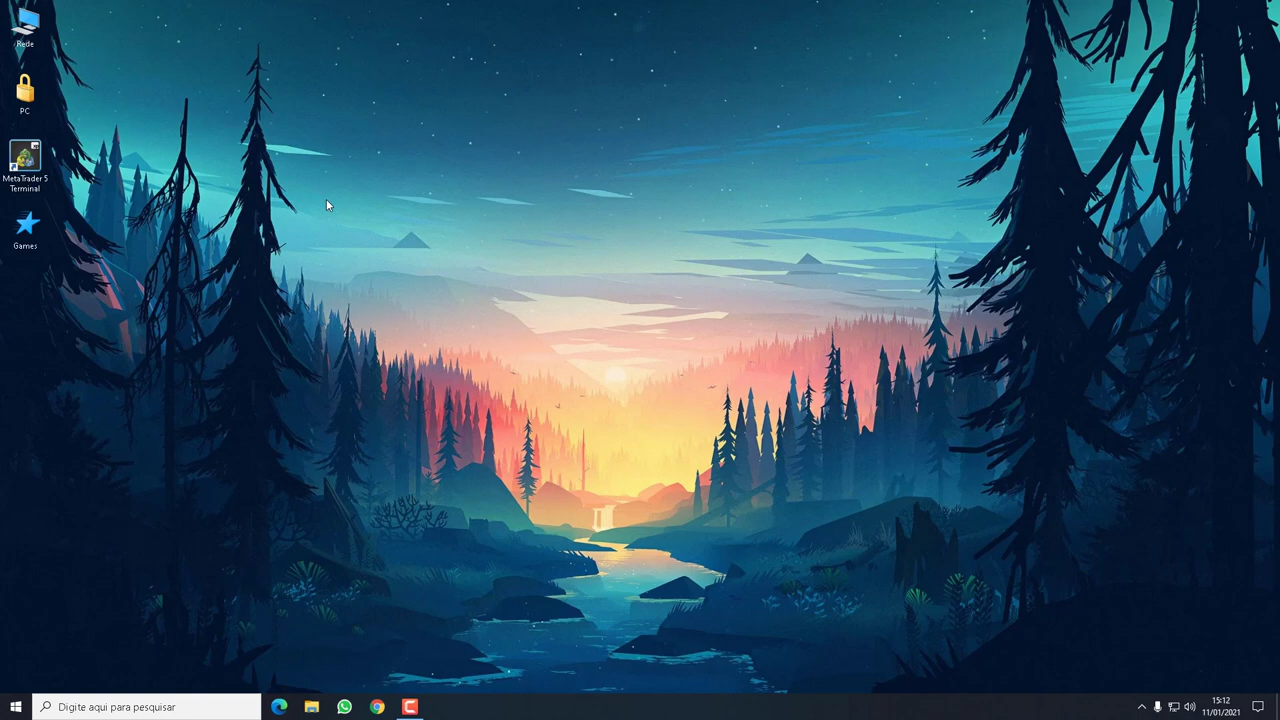 Rede
PC
MetaTrader 5
Terminal
Games
Digite aqui para pesquisar
15:12
11/01/2021